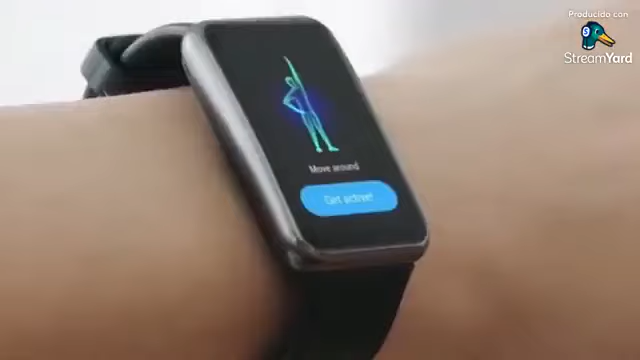 Producido con
StreamYard
Move around
Get active!